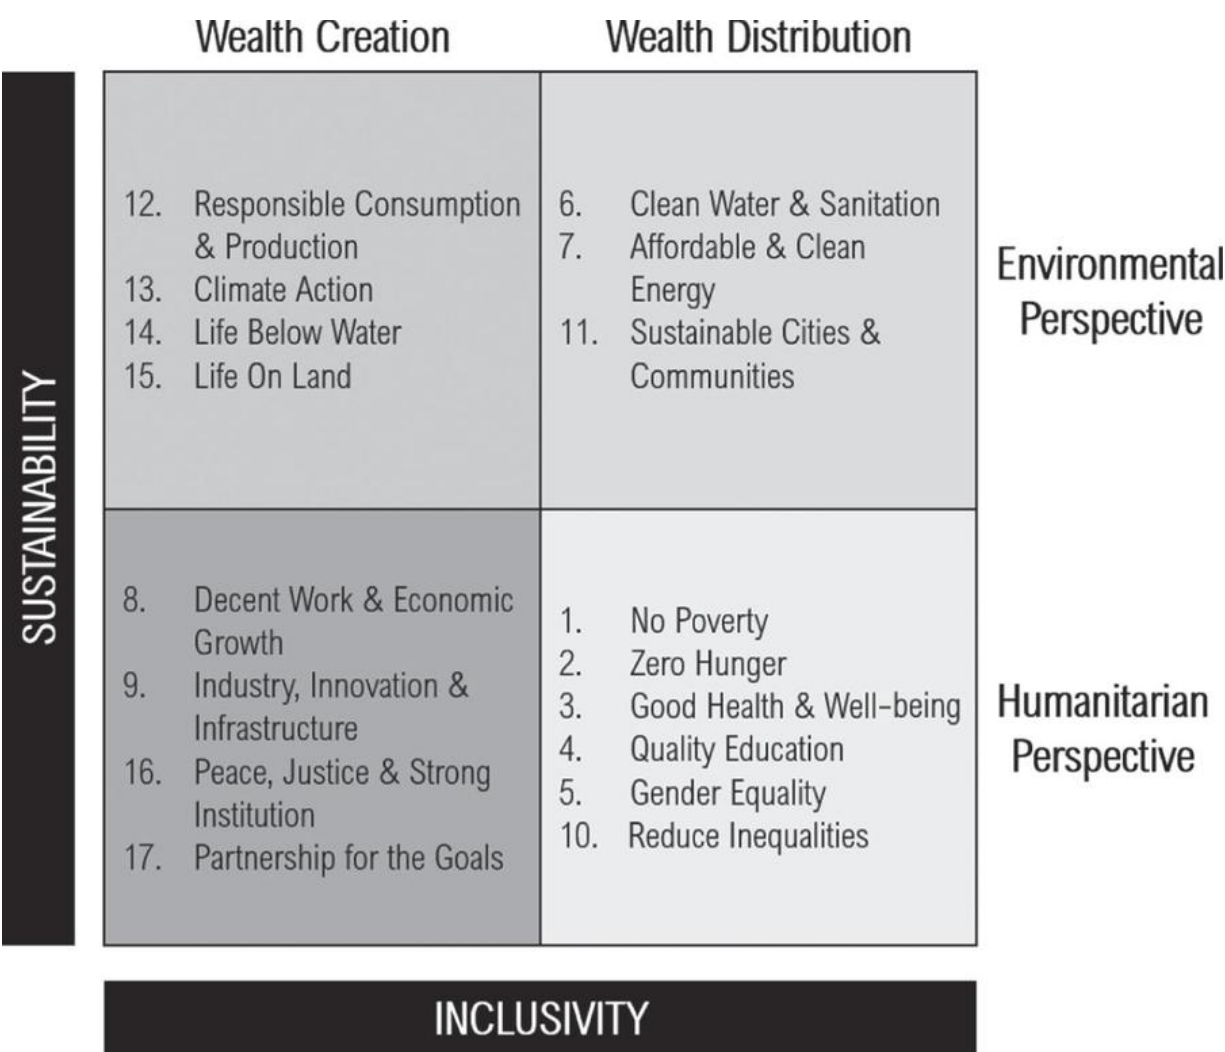 Wealth Creation
Wealth Distribution
SUSTAINABILITY
12. Responsible Consumption
& Production
13. Climate Action
14. Life Below Water
15. Life On Land
6. Clean Water & Sanitation
7. Affordable & Clean
Energy
11. Sustainable Cities &
Communities
Environmental
Perspective
8. Decent Work & Economic
Growth
9. Industry, Innovation &
Infrastructure
16. Peace, Justice & Strong
Institution
17. Partnership for the Goals
1. No Poverty
2. Zero Hunger
3. Good Health & Well-being
4. Quality Education
5. Gender Equality
10. Reduce Inequalities
Humanitarian
Perspective
INCLUSIVITY